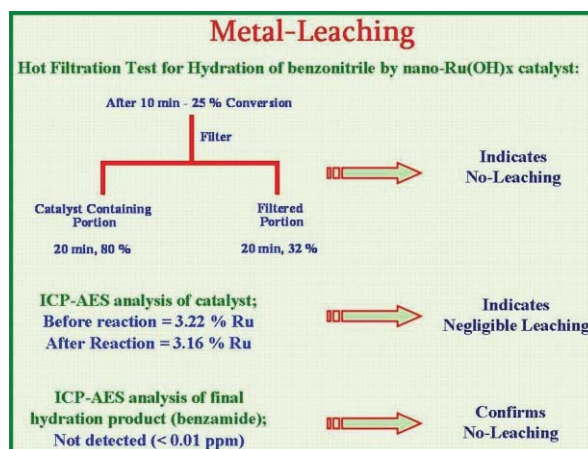 Metal-Leaching
Hot Filtration Test for Hydration of benzonitrile by nano-Ru(OH)x catalyst:
After 10 min - 25 % Conversion
Filter
Catalyst Containing
Portion
20 min, 80 %
Filtered
Portion
20 min, 32 %
Indicates
No-Leaching
ICP-AES analysis of catalyst;
Before reaction = 3.22 % Ru
After Reaction = 3.16 % Ru
Indicates
Negligible Leaching
ICP-AES analysis of final
hydration product (benzamide);
Not detected (< 0.01 ppm)
Confirms
No-Leaching